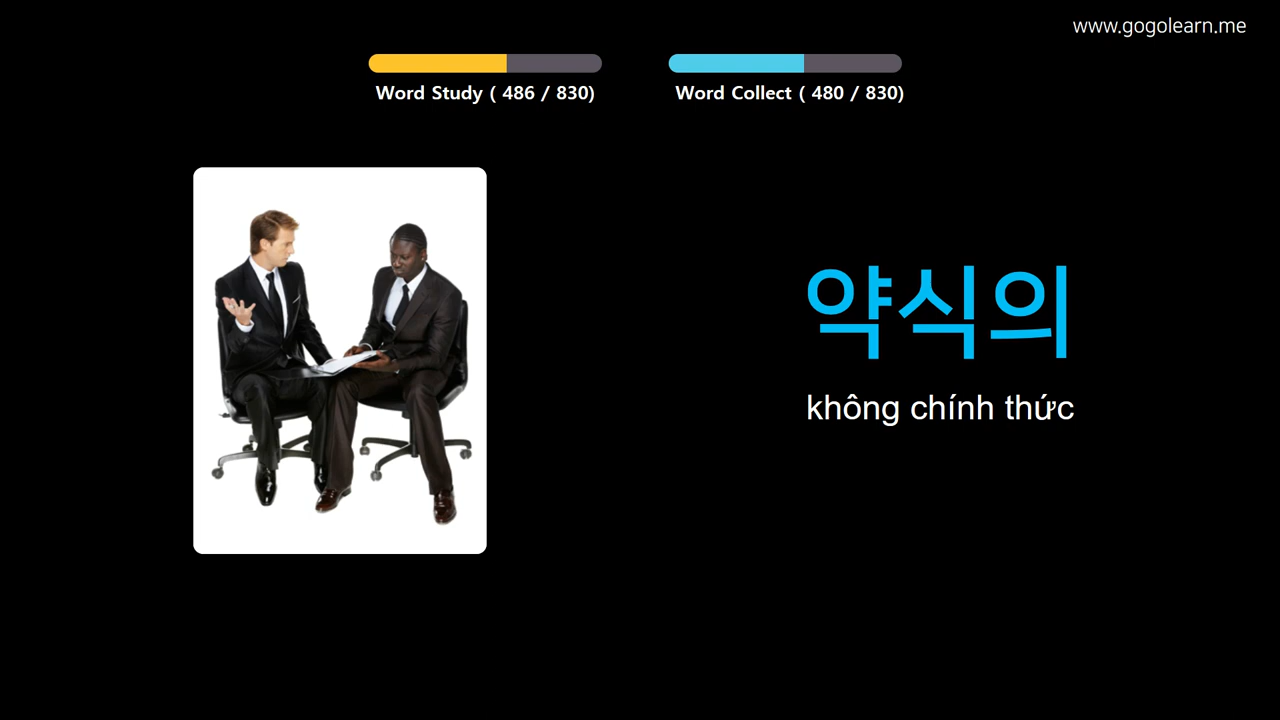 www.gogolearn.me
Word Study ( 486 / 830)
Word Collect ( 480 / 830)
약식의
không chính thức